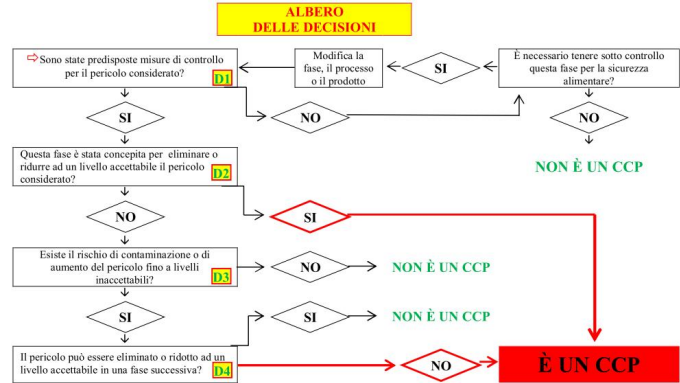 ALBERO
DELLE DECISIONI
Sono state predisposte misure di controllo
per il pericolo considerato?
D1
Modifica la
fase, il processo
o il prodotto
SI
È necessario tenere sotto controllo
questa fase per la sicurezza
alimentare?
SI
NO
NO
NON È UN CCP
Questa fase è stata concepita per eliminare o
ridurre ad un livello accettabile il pericolo
considerato?
D2
NO
SI
Esiste il rischio di contaminazione o di
aumento del pericolo fino a livelli
inaccettabili?
D3
NO
NON È UN CCP
SI
SI
NON È UN CCP
Il pericolo può essere eliminato o ridotto ad un
livello accettabile in una fase successiva?
D4
NO
È UN CCP